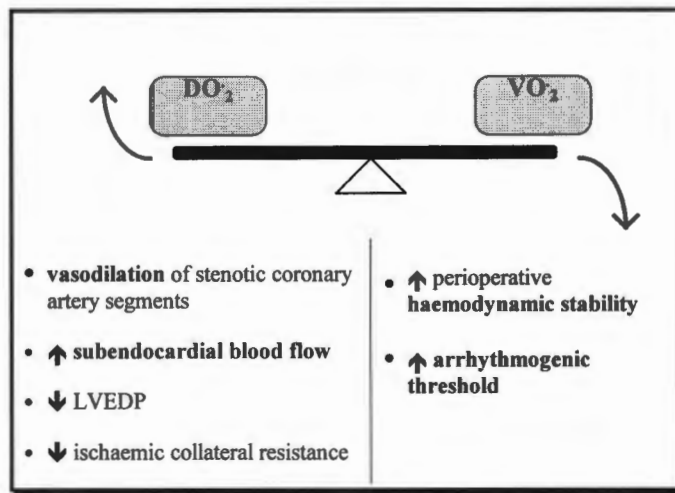 DO₂
VO₂
• vasodilation of stenotic coronary
artery segments
• ↑ subendocardial blood flow
• ↓ LVEDP
• ↓ ischaemic collateral resistance
• ↑ perioperative
haemodynamic stability
• ↑ arrhythmogenic
threshold